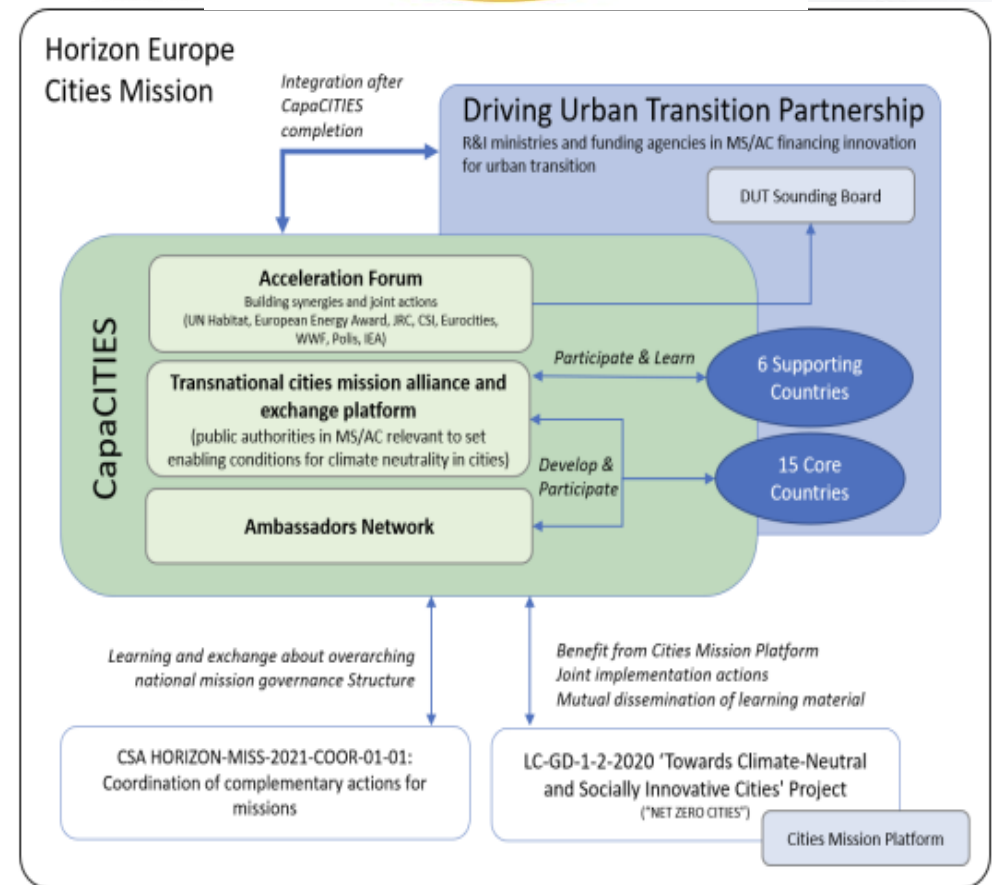 Horizon Europe
Cities Mission
Integration after
CapaCITIES
completion
Driving Urban Transition Partnership
R&I ministries and funding agencies in MS/AC financing innovation
for urban transition
DUT Sounding Board
CapaCITIES
Acceleration Forum
Building synergies and joint actions
(UN Habitat, European Energy Award, JRC, CSI, Eurocities,
WWF, Polis, IEA)
Transnational cities mission alliance and
exchange platform
(public authorities in MS/AC relevant to set
enabling conditions for climate neutrality in cities)
Ambassadors Network
Participate & Learn
6 Supporting
Countries
Develop &
Participate
15 Core
Countries
Learning and exchange about overarching
national mission governance Structure
Benefit from Cities Mission Platform
Joint implementation actions
Mutual dissemination of learning material
CSA HORIZON-MISS-2021-COOR-01-01:
Coordination of complementary actions for
missions
LC-GD-1-2-2020 ‘Towards Climate-Neutral
and Socially Innovative Cities' Project
("NET ZERO CITIES")
Cities Mission Platform